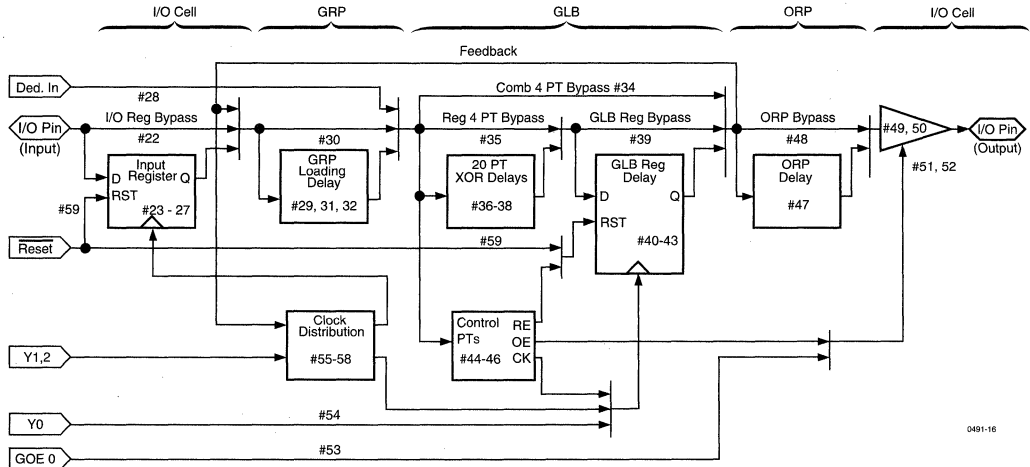 I/O Cell
GRP
GLB
ORP
I/O Cell
Feedback
Ded. In
#28
Comb 4 PT Bypass #34
I/O Pin
(Input)
I/O Reg Bypass
#22
#30
Reg 4 PT Bypass
#35
GLB Reg Bypass
#39
ORP Bypass
#48
#49, 50
I/O Pin
(Output)
#51, 52
Input
Register
D
Q
RST
#23 - 27
#59
GRP
Loading
Delay
#29, 31, 32
20 PT
XOR Delays
#36-38
GLB Reg
Delay
D
Q
RST
#40-43
ORP
Delay
#47
Reset
#59
Clock
Distribution
#55-58
Control
PTs
#44-46
RE
OE
CK
Y1,2
Y0
#54
GOE 0
#53
0491-16